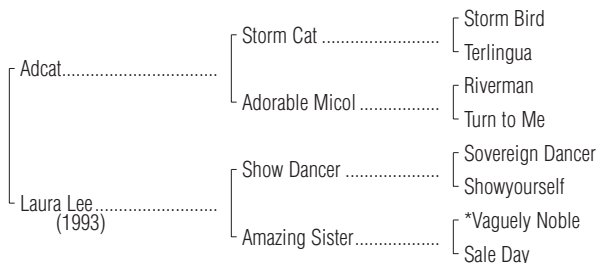 Storm Bird
Storm Cat ........................
Terlingua
Adcat................................
Riverman
Adorable Micol ................
Turn to Me
Sovereign Dancer
Show Dancer ...................
Showyourself
Laura Lee.........................
(1993)
*Vaguely Noble
Amazing Sister.................
Sale Day